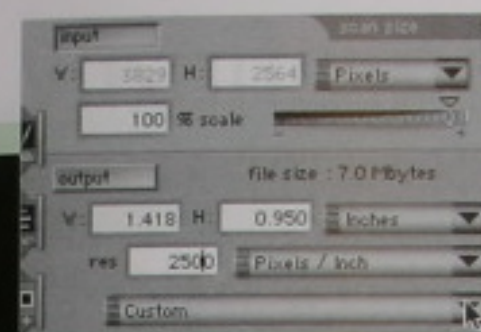 scan size
input
W: 3829 H: 2564 Pixels
100 % scale
- +
output file size : 7.0 Mbytes
W: 1.418 H 0.950 Inches
res 2500 Pixels / Inch
Custom